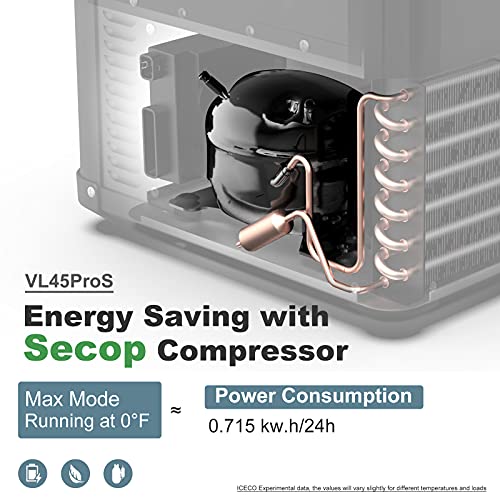 VL45ProS
Energy Saving with
Secop Compressor
Max Mode
Running at 0°F
≈
Power Consumption
0.715 kw.h/24h
ICECO Experimental data, the values will vary slightly for different temperatures and loads